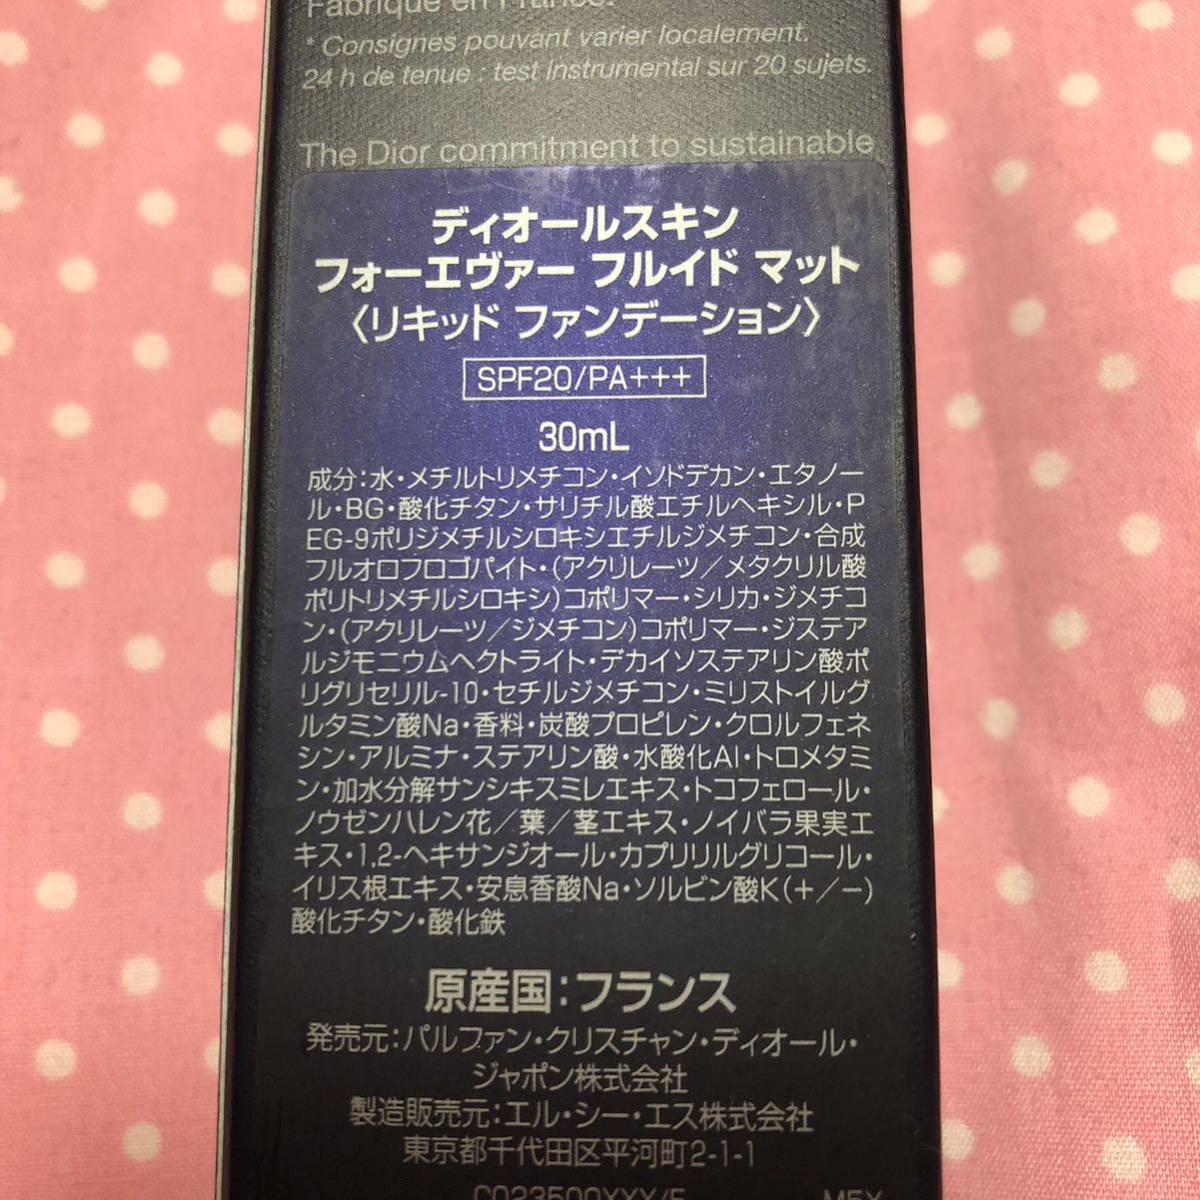 Fabriqué en France.
* Consignes pouvant varier localement.
24 h de tenue : test instrumental sur 20 sujets.
The Dior commitment to sustainable
ディオールスキン
フォーエヴァー フルイド マット
〈リキッド ファンデーション〉
SPF20/PA+++
30mL
成分：水・メチルトリメチコン・イソドデカン・エタノー
ル・BG・酸化チタン・サリチル酸エチルヘキシル・P
EG-9ポリジメチルシロキシエチルジメチコン・合成
フルオロフロゴパイト・（アクリレーツ／メタクリル酸
ポリトリメチルシロキシ）コポリマー・シリカ・ジメチコ
ン・（アクリレーツ／ジメチコン）コポリマー・ジステア
ルジモニウムヘクトライト・デカイソステアリン酸ポ
リグリセリル-10・セチルジメチコン・ミリストイルグ
ルタミン酸Na・香料・炭酸プロピレン・クロルフェネ
シン・アルミナ・ステアリン酸・水酸化Al・トロメタミ
ン・加水分解サンシキスミレエキス・トコフェロール・
ノウゼンハレン花／葉／茎エキス・ノイバラ果実エ
キス・1,2-ヘキサンジオール・カプリリルグリコール・
イリス根エキス・安息香酸Na・ソルビン酸K（+／−）
酸化チタン・酸化鉄
原産国：フランス
発売元：パルファン・クリスチャン・ディオール・
ジャポン株式会社
製造販売元：エル・シー・エス株式会社
東京都千代田区平河町2-1-1
C023500XXX/F M5X